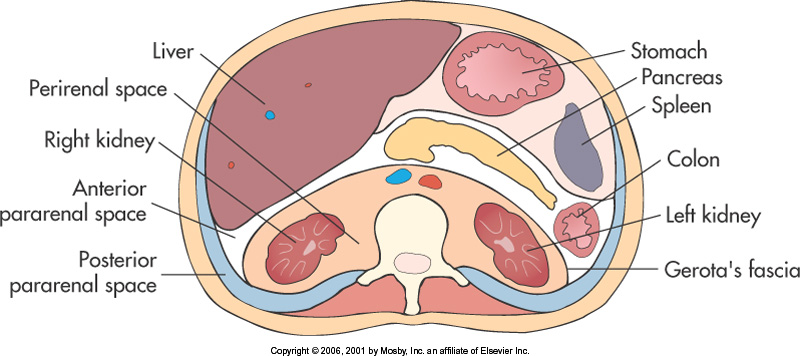 Liver
Perirenal space
Right kidney
Anterior
pararenal space
Posterior
pararenal space
Stomach
Pancreas
Spleen
Colon
Left kidney
Gerota's fascia
Copyright © 2006, 2001 by Mosby, Inc. an affiliate of Elsevier Inc.